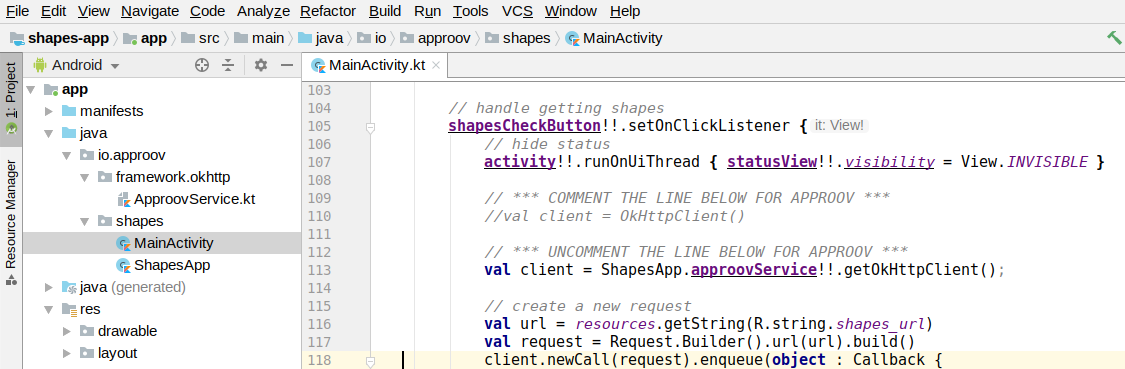 File Edit View Navigate Code Analyze Refactor Build Run Tools VCS Window Help
shapes-app app src main java io approov shapes MainActivity
1: Project
Resource Manager
Android
app
manifests
java
io.approov
framework.okhttp
ApproovService.kt
shapes
MainActivity
ShapesApp
java (generated)
res
drawable
layout
MainActivity.kt
103
104 // handle getting shapes
105 shapesCheckButton!!.setOnClickListener { it: View!
106 // hide status
107 activity!!.runOnUiThread { statusView!!.visibility = View.INVISIBLE }
108
109 // *** COMMENT THE LINE BELOW FOR APPROOV ***
110 //val client = OkHttpClient()
111
112 // *** UNCOMMENT THE LINE BELOW FOR APPROOV ***
113 val client = ShapesApp.approovService!!.getOkHttpClient();
114
115 // create a new request
116 val url = resources.getString(R.string.shapes_url)
117 val request = Request.Builder().url(url).build()
118 client.newCall(request).enqueue(object : Callback {